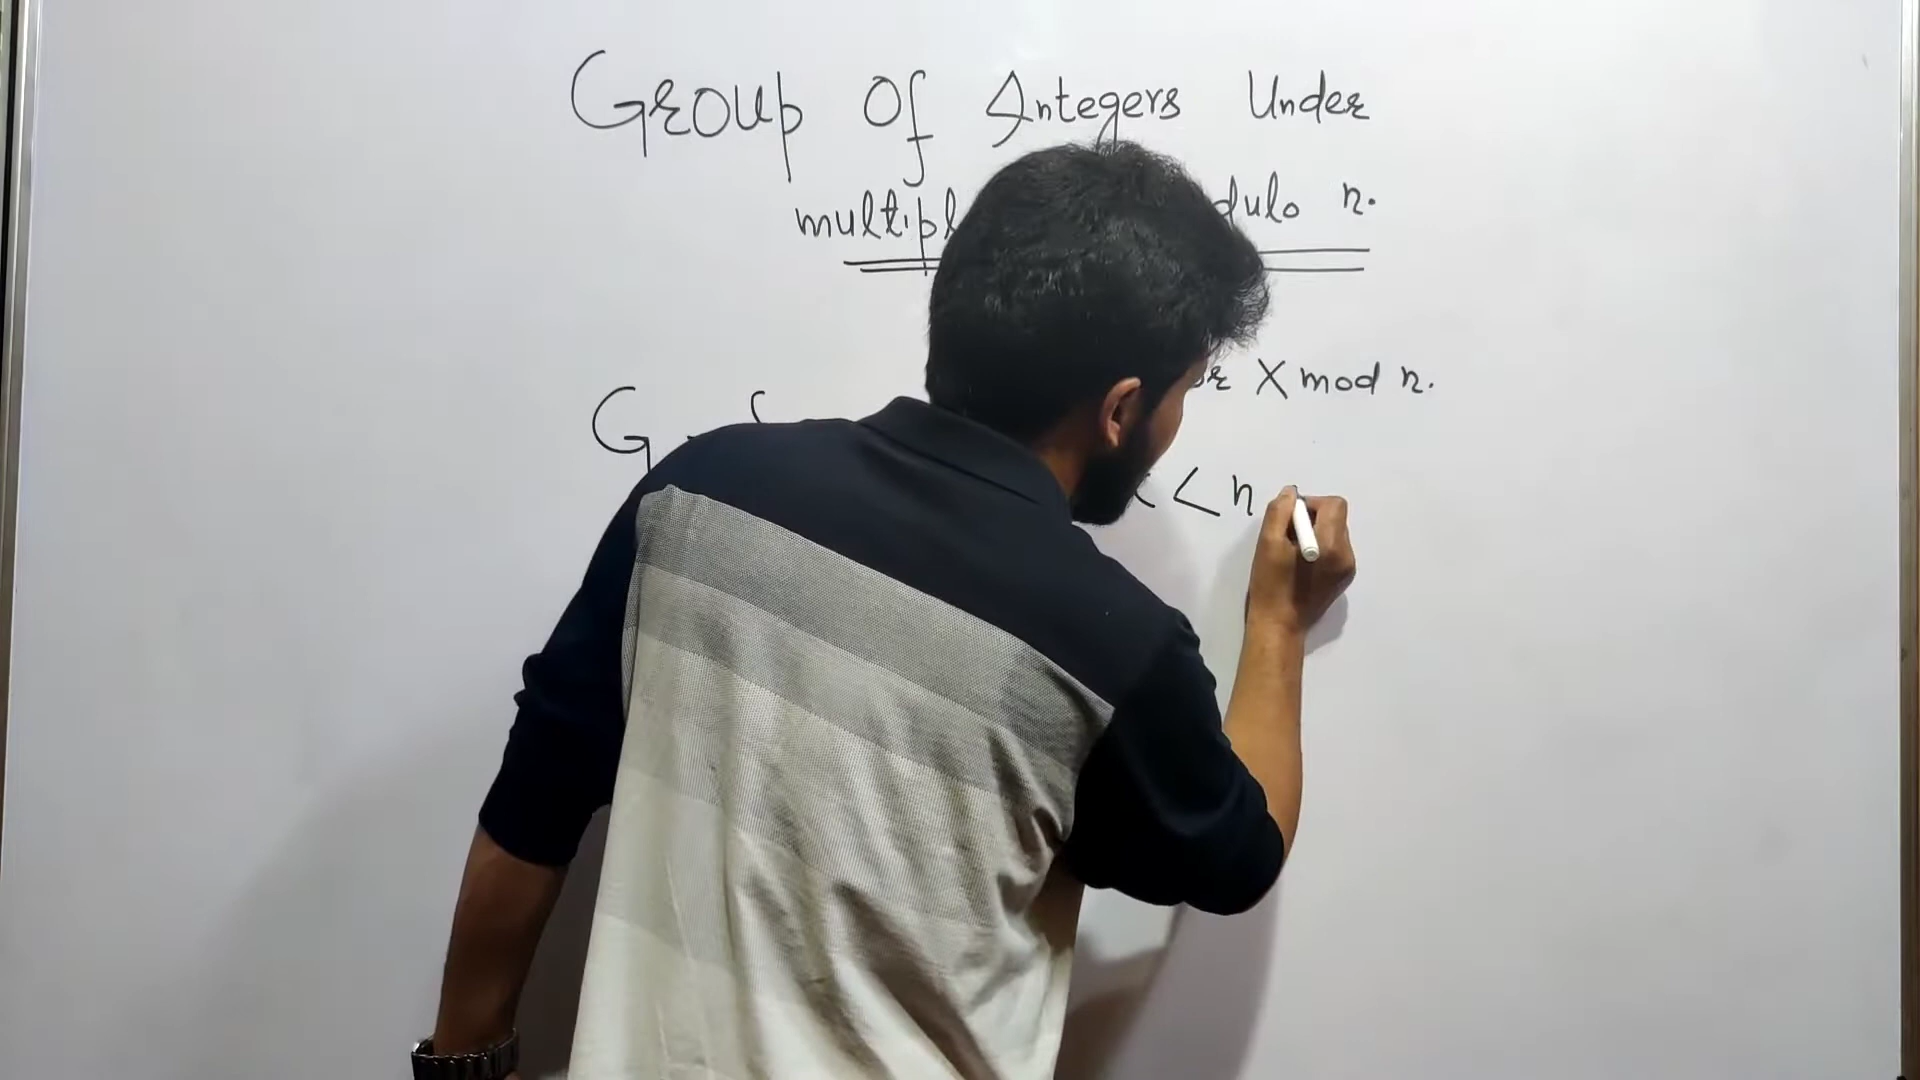 Group Of Integers Under
multipl dulo n.
X mod n.
G = {
< n